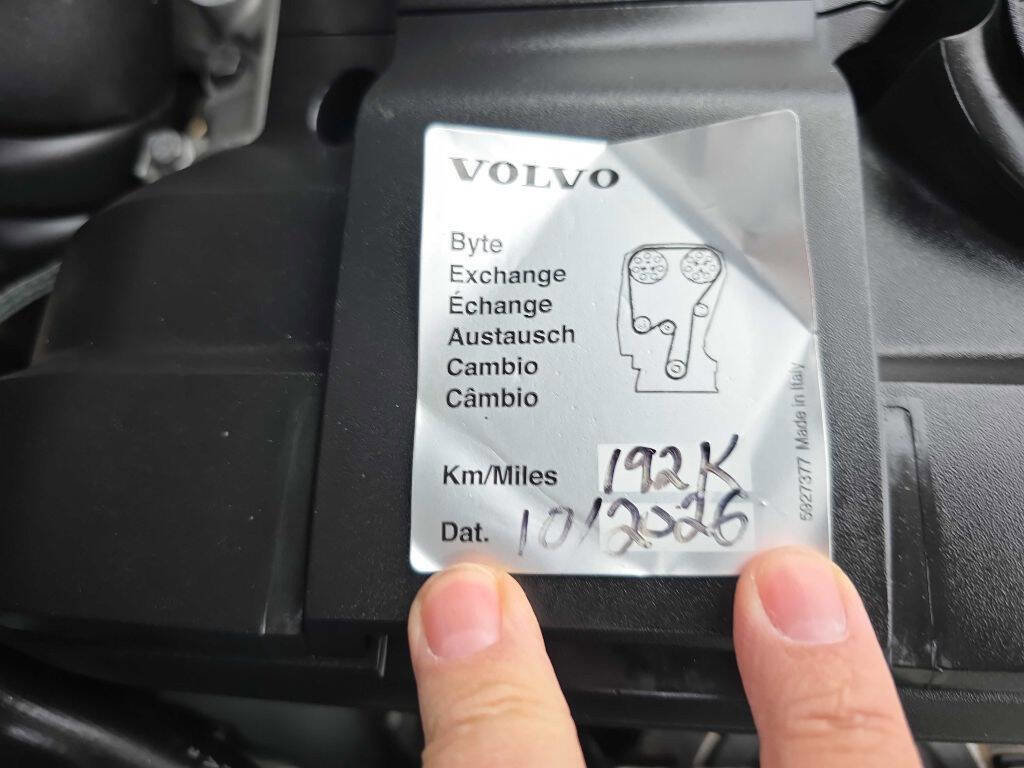 VOLVO
Byte
Exchange
Échange
Austausch
Cambio
Câmbio
Km/Miles 192K
Dat. 10/2026
5927377 Made in Italy